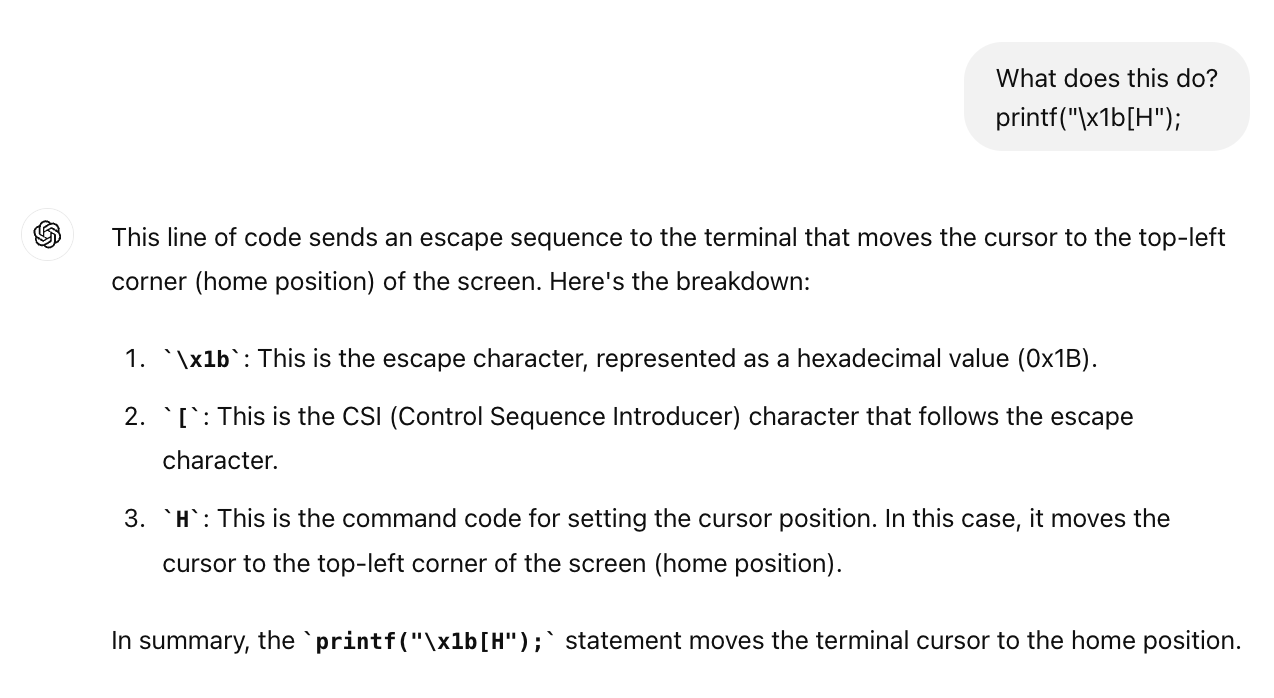 What does this do?
printf("\x1b[H");
This line of code sends an escape sequence to the terminal that moves the cursor to the top-left
corner (home position) of the screen. Here's the breakdown:
1. `\x1b`: This is the escape character, represented as a hexadecimal value (0x1B).
2. `[`: This is the CSI (Control Sequence Introducer) character that follows the escape
character.
3. `H`: This is the command code for setting the cursor position. In this case, it moves the
cursor to the top-left corner of the screen (home position).
In summary, the `printf("\x1b[H");` statement moves the terminal cursor to the home position.